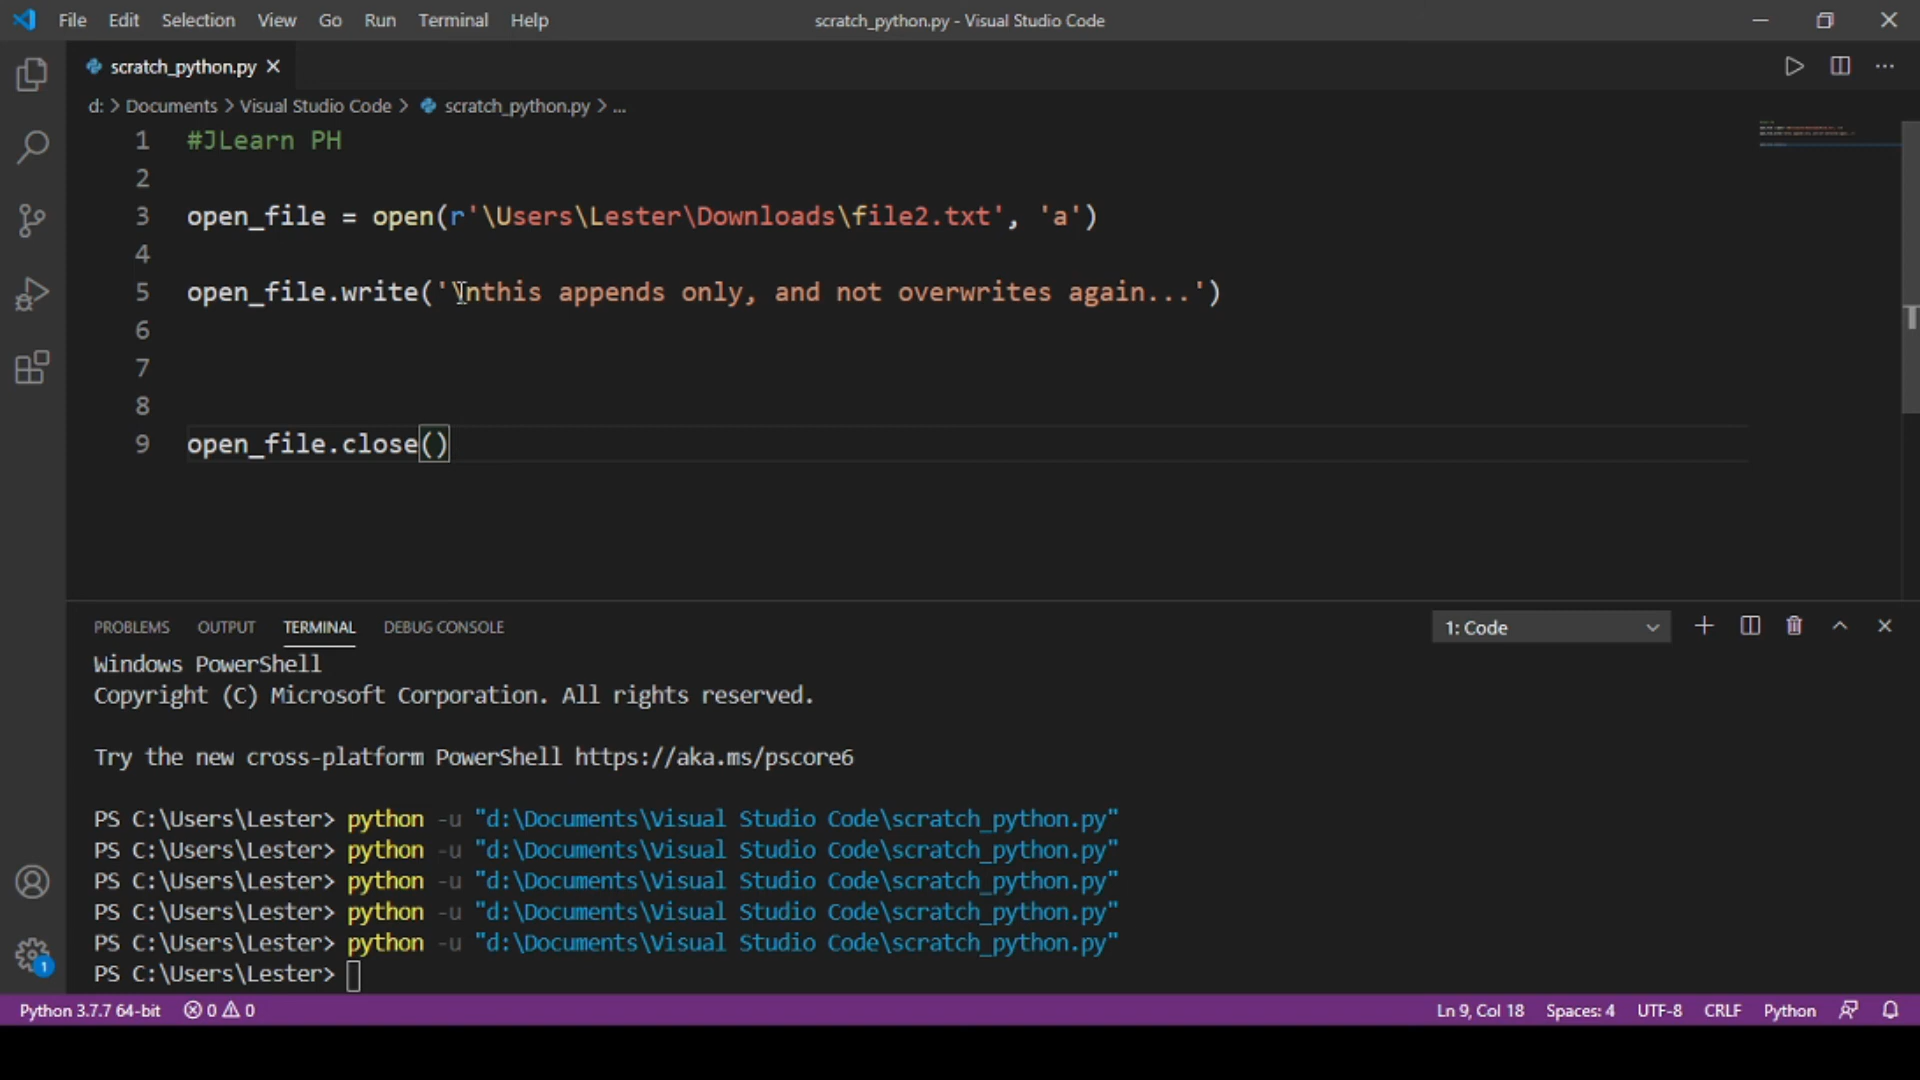 File Edit Selection View Go Run Terminal Help scratch_python.py - Visual Studio Code
scratch_python.py
d: > Documents > Visual Studio Code > scratch_python.py > ...
1 #JLearn PH
2
3 open_file = open(r'\Users\Lester\Downloads\file2.txt', 'a')
4
5 open_file.write('\nthis appends only, and not overwrites again...')
6
7
8
9 open_file.close()
PROBLEMS OUTPUT TERMINAL DEBUG CONSOLE 1: Code
Windows PowerShell
Copyright (C) Microsoft Corporation. All rights reserved.
Try the new cross-platform PowerShell https://aka.ms/pscore6
PS C:\Users\Lester> python -u "d:\Documents\Visual Studio Code\scratch_python.py"
PS C:\Users\Lester> python -u "d:\Documents\Visual Studio Code\scratch_python.py"
PS C:\Users\Lester> python -u "d:\Documents\Visual Studio Code\scratch_python.py"
PS C:\Users\Lester> python -u "d:\Documents\Visual Studio Code\scratch_python.py"
PS C:\Users\Lester> python -u "d:\Documents\Visual Studio Code\scratch_python.py"
PS C:\Users\Lester>
1
Python 3.7.7 64-bit 0 0 Ln 9, Col 18 Spaces: 4 UTF-8 CRLF Python